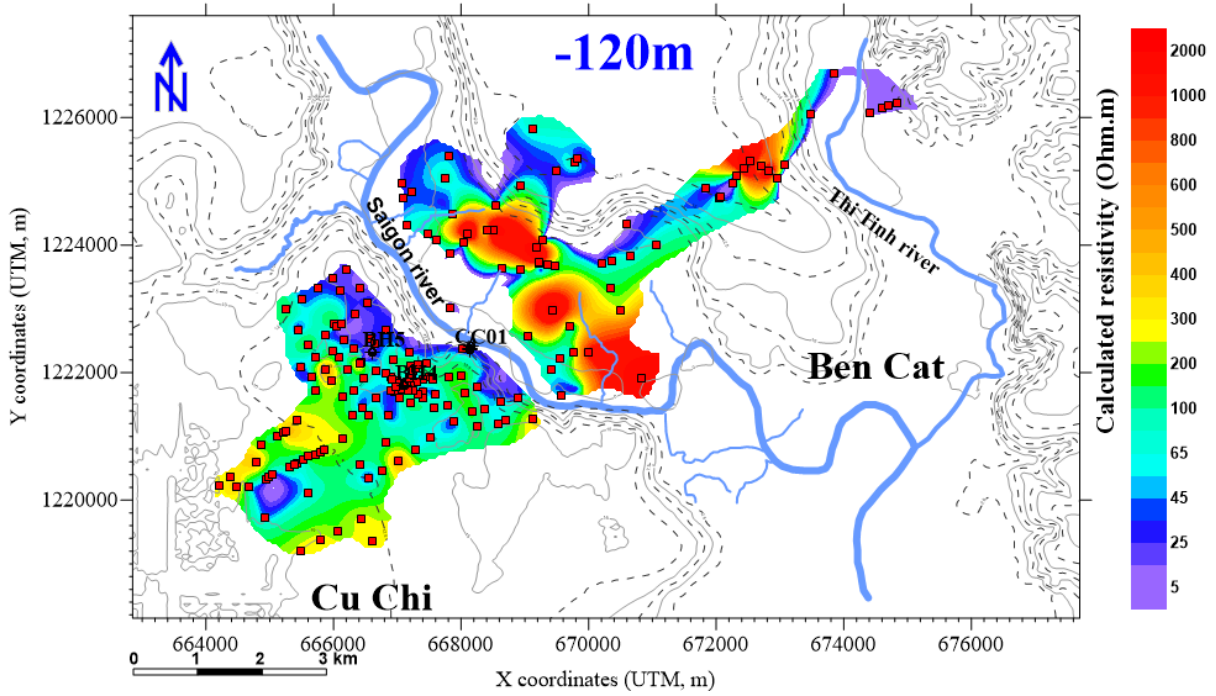 -120m
N
2000
1000
800
600
500
400
300
200
100
65
45
25
5
Calculated resistivity (Ohm.m)
1226000
1224000
1222000
1220000
Y coordinates (UTM, m)
Saigon river
Thi Tinh river
BH5
CC01
Ben Cat
Cu Chi
664000
666000
668000
670000
672000
674000
676000
0 1 2 3 km
X coordinates (UTM, m)